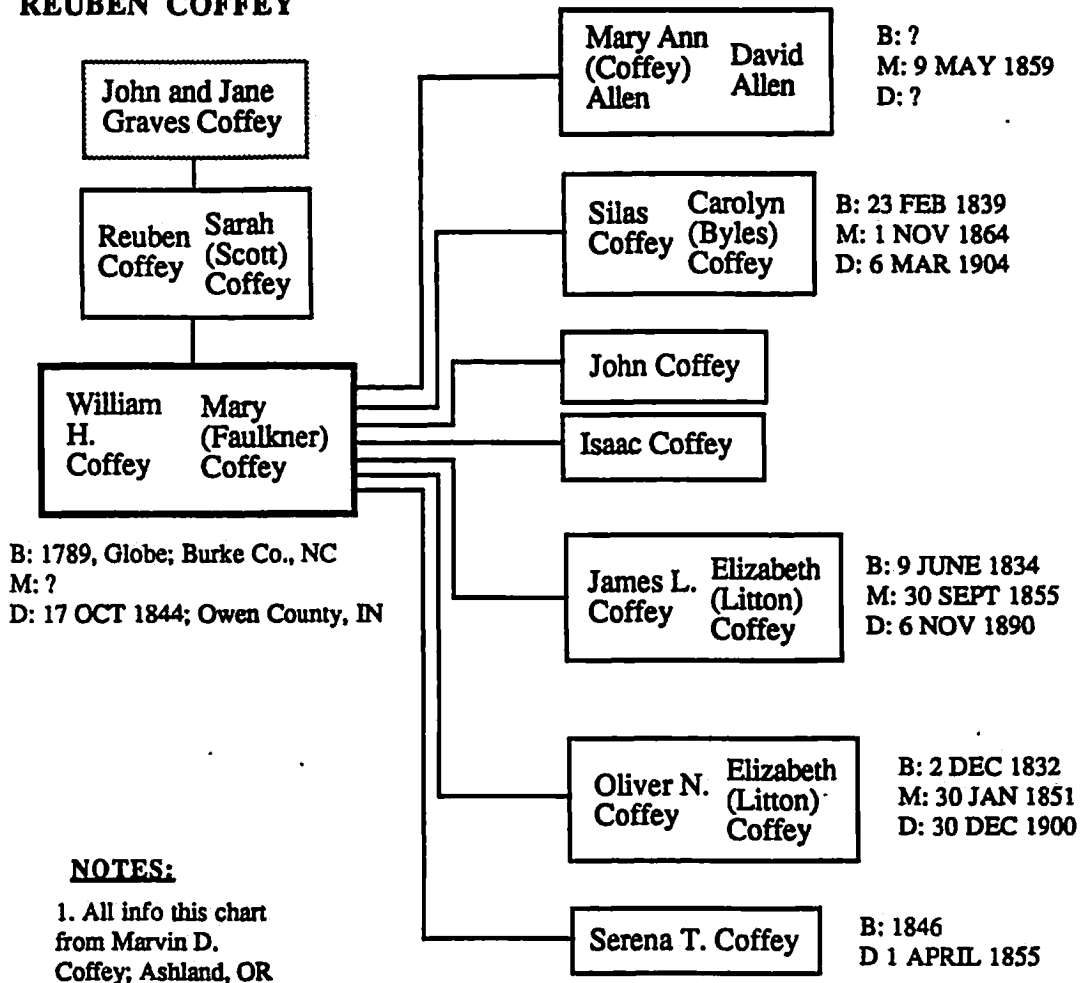 REUBEN COFFEY
John and Jane
Graves Coffey
Reuben
Coffey
Sarah
(Scott)
Coffey
William
H.
Coffey
Mary
(Faulkner)
Coffey
B: 1789, Globe; Burke Co., NC
M: ?
D: 17 OCT 1844; Owen County, IN
Mary Ann
(Coffey)
Allen
David
Allen
B: ?
M: 9 MAY 1859
D: ?
Silas
Coffey
Carolyn
(Byles)
Coffey
B: 23 FEB 1839
M: 1 NOV 1864
D: 6 MAR 1904
John Coffey
Isaac Coffey
James L.
Coffey
Elizabeth
(Litton)
Coffey
B: 9 JUNE 1834
M: 30 SEPT 1855
D: 6 NOV 1890
Oliver N.
Coffey
Elizabeth
(Litton)
Coffey
B: 2 DEC 1832
M: 30 JAN 1851
D: 30 DEC 1900
Serena T. Coffey
B: 1846
D 1 APRIL 1855
NOTES:
1. All info this chart
from Marvin D.
Coffey; Ashland, OR